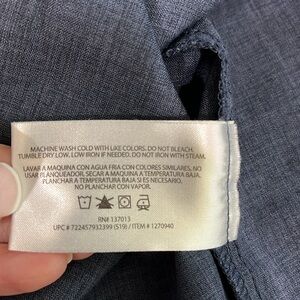 MACHINE WASH COLD WITH LIKE COLORS. DO NOT BLEACH.
TUMBLE DRY LOW. LOW IRON IF NEEDED. DO NOT IRON WITH STEAM.
LAVAR A MAQUINA CON AGUA FRIA CON COLORES SIMILARES. NO
USAR BLANQUEADOR. SECAR A MAQUINA A TEMPERATURA BAJA.
PLANCHAR A TEMPERATURA BAJA SI ES NECESARIO.
NO PLANCHAR CON VAPOR.
RN# 137013
UPC # 722457932399 (S19) / ITEM # 1270940